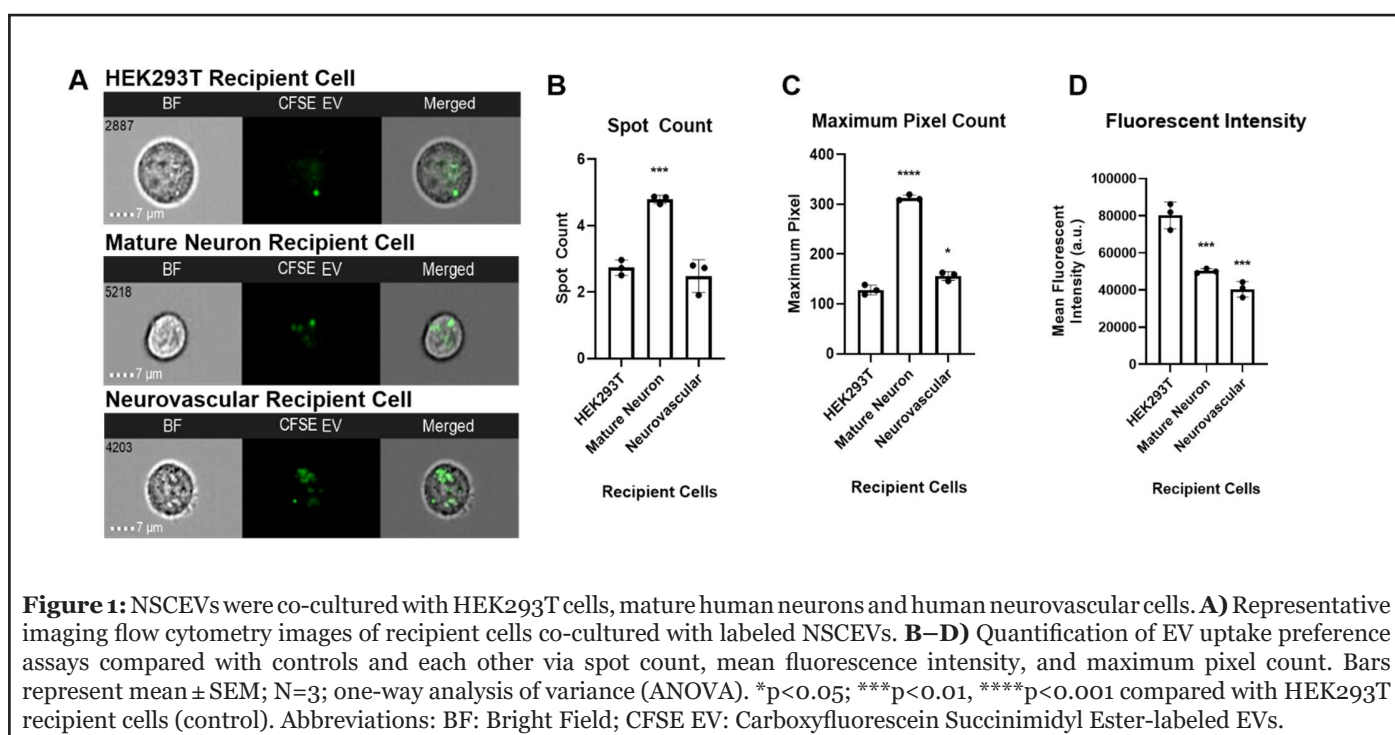 A
HEK293T Recipient Cell
BF CFSE EV Merged
2887
7 µm
Mature Neuron Recipient Cell
BF CFSE EV Merged
5218
7 µm
Neurovascular Recipient Cell
BF CFSE EV Merged
4203
7 µm
B
Spot Count
Spot Count
6
4
2
0
HEK293T
Mature Neuron
Neurovascular
***
Recipient Cells
C
Maximum Pixel Count
Maximum Pixel
400
300
200
100
0
HEK293T
Mature Neuron
Neurovascular
****
*
Recipient Cells
D
Fluorescent Intensity
Mean Fluorescent
Intensity (a.u.)
100000
80000
60000
40000
20000
0
HEK293T
Mature Neuron
Neurovascular
***
***
Recipient Cells
Figure 1: NSCEVs were co-cultured with HEK293T cells, mature human neurons and human neurovascular cells. A) Representative
imaging flow cytometry images of recipient cells co-cultured with labeled NSCEVs. B–D) Quantification of EV uptake preference
assays compared with controls and each other via spot count, mean fluorescence intensity, and maximum pixel count. Bars
represent mean ± SEM; N=3; one-way analysis of variance (ANOVA). *p<0.05; ***p<0.01, ****p<0.001 compared with HEK293T
recipient cells (control). Abbreviations: BF: Bright Field; CFSE EV: Carboxyfluorescein Succinimidyl Ester-labeled EVs.